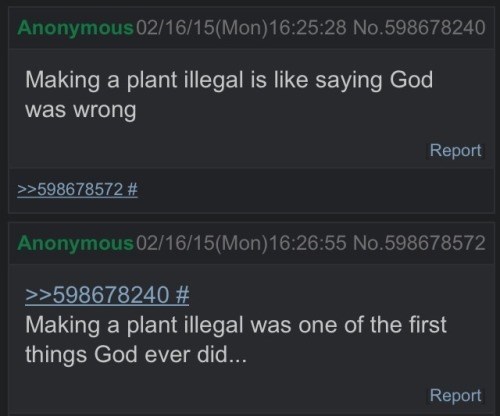 Anonymous 02/16/15(Mon)16:25:28 No.598678240
Making a plant illegal is like saying God
was wrong
Report
>>598678572 #
Anonymous 02/16/15(Mon)16:26:55 No.598678572
>>598678240 #
Making a plant illegal was one of the first
things God ever did...
Report